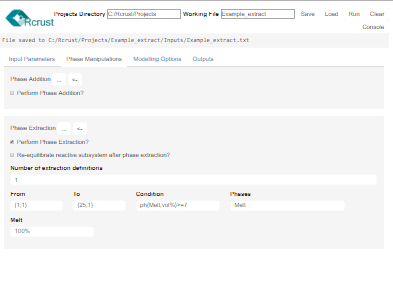 Rcrust
Projects Directory C:/Rcrust/Projects Working File Example_extract Save Load Run Clear
Console
File saved to C:/Rcrust/Projects/Example_extract/Inputs/Example_extract.txt
Input Parameters Phase Manipulations Modelling Options Outputs
Phase Addition ... <-
Perform Phase Addition?
Phase Extraction ... <-
Perform Phase Extraction?
Re-equilibrate reactive subsystem after phase extraction?
Number of extraction definitions
1
From To Condition Phases
{1;1} {25;1} ph{Melt;vol%}>=7 Melt
Melt
100%